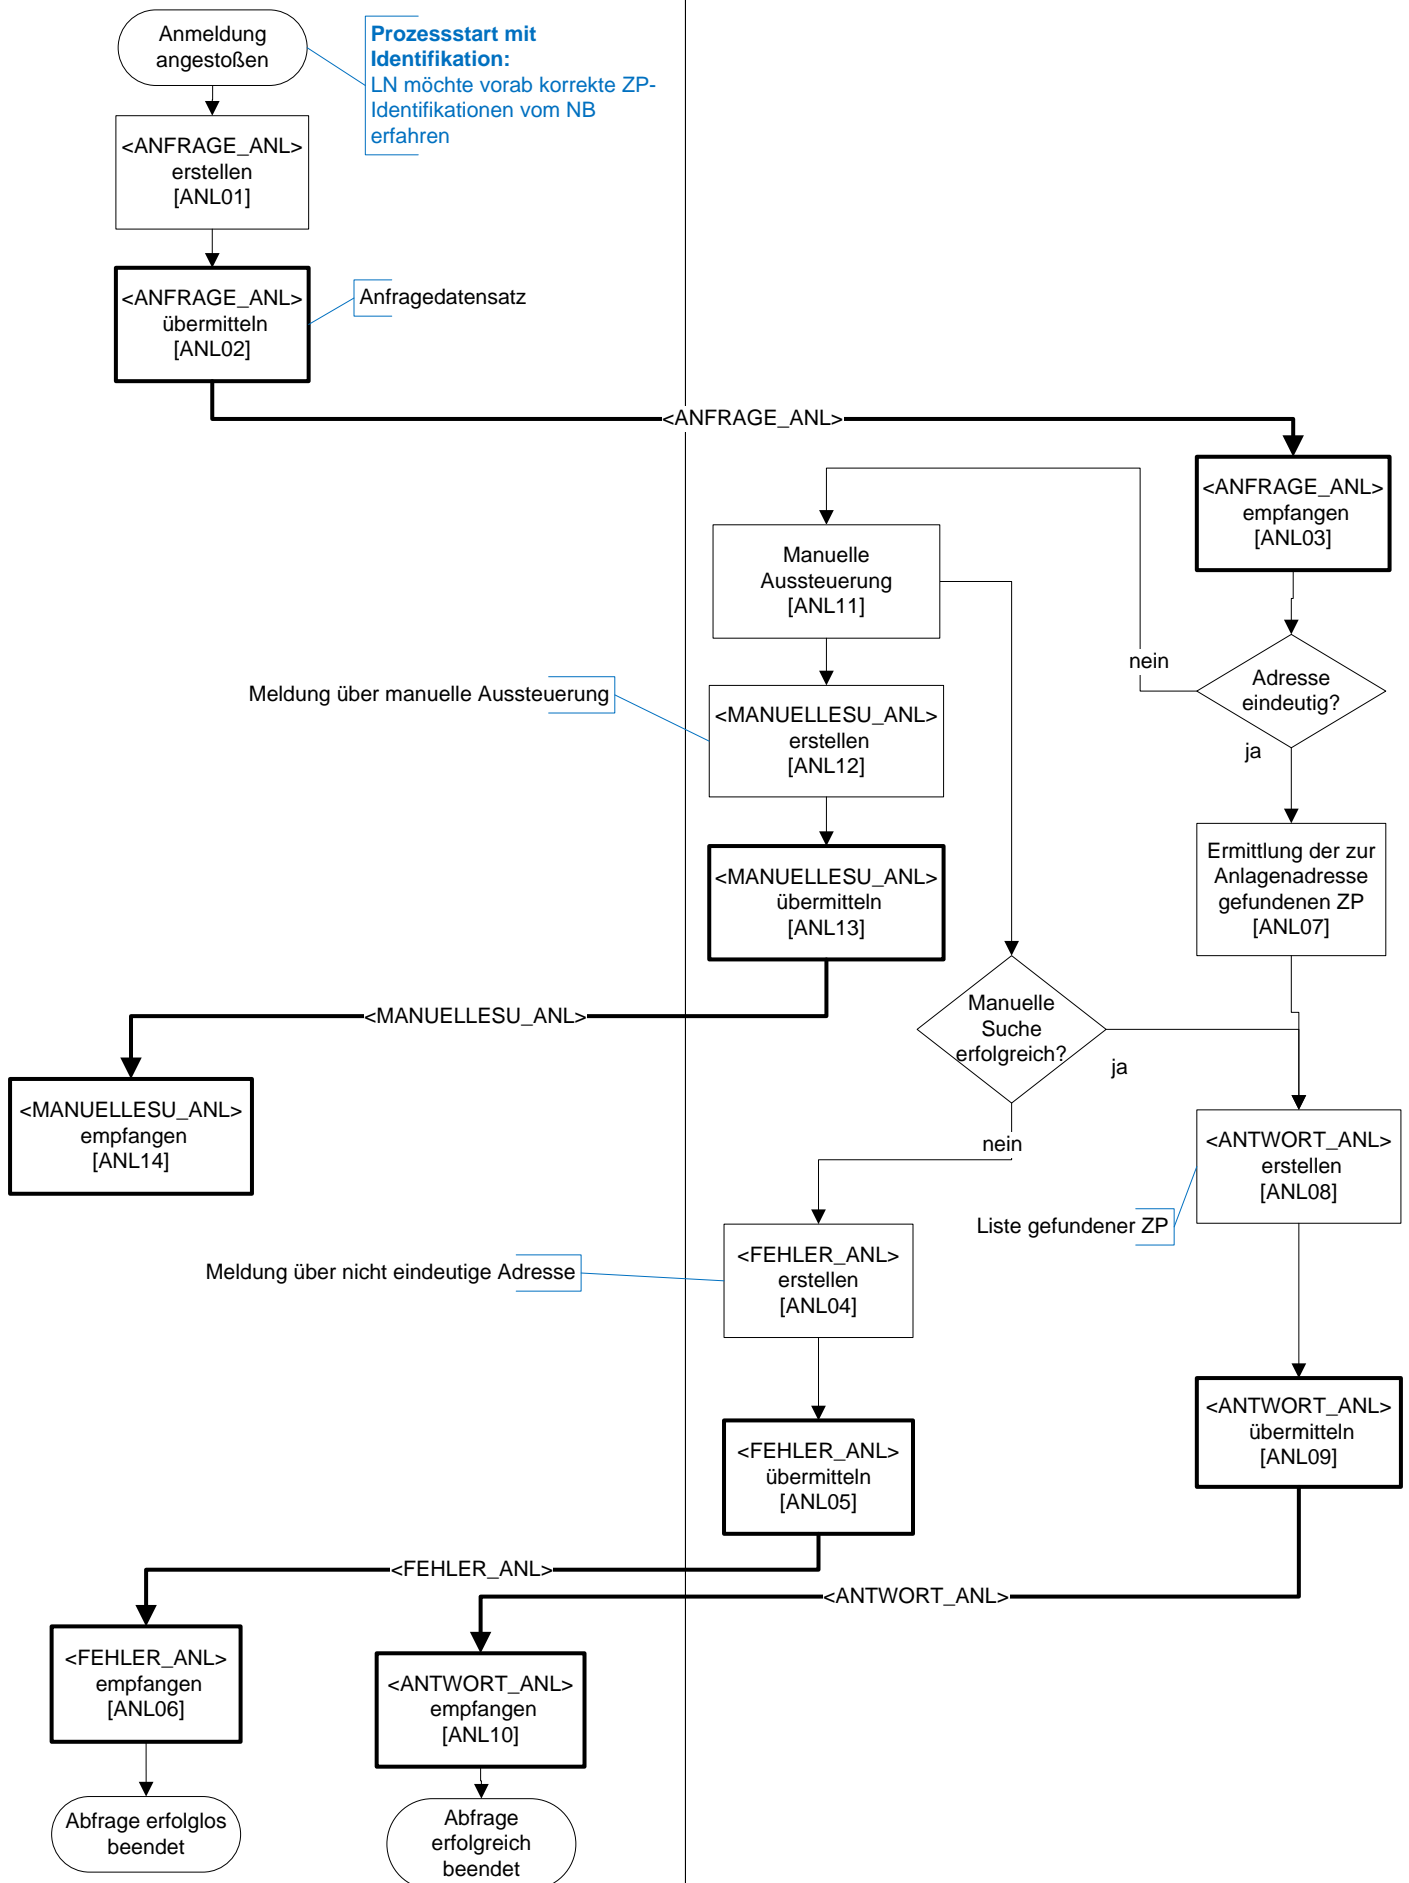 Anmeldung
angestoßen
Prozessstart mit
Identifikation:
LN möchte vorab korrekte ZP-
Identifikationen vom NB
erfahren
<ANFRAGE_ANL>
erstellen
[ANL01]
<ANFRAGE_ANL>
übermitteln
[ANL02]
Anfragedatensatz
<ANFRAGE_ANL>
<ANFRAGE_ANL>
empfangen
[ANL03]
Manuelle
Aussteuerung
[ANL11]
nein
Adresse
eindeutig?
ja
Meldung über manuelle Aussteuerung
<MANUELLESU_ANL>
erstellen
[ANL12]
Ermittlung der zur
Anlagenadresse
gefundenen ZP
[ANL07]
<MANUELLESU_ANL>
übermitteln
[ANL13]
<MANUELLESU_ANL>
Manuelle
Suche
erfolgreich?
ja
nein
<MANUELLESU_ANL>
empfangen
[ANL14]
<ANTWORT_ANL>
erstellen
[ANL08]
Liste gefundener ZP
Meldung über nicht eindeutige Adresse
<FEHLER_ANL>
erstellen
[ANL04]
<ANTWORT_ANL>
übermitteln
[ANL09]
<FEHLER_ANL>
übermitteln
[ANL05]
<FEHLER_ANL>
<ANTWORT_ANL>
<FEHLER_ANL>
empfangen
[ANL06]
<ANTWORT_ANL>
empfangen
[ANL10]
Abfrage erfolglos
beendet
Abfrage
erfolgreich
beendet